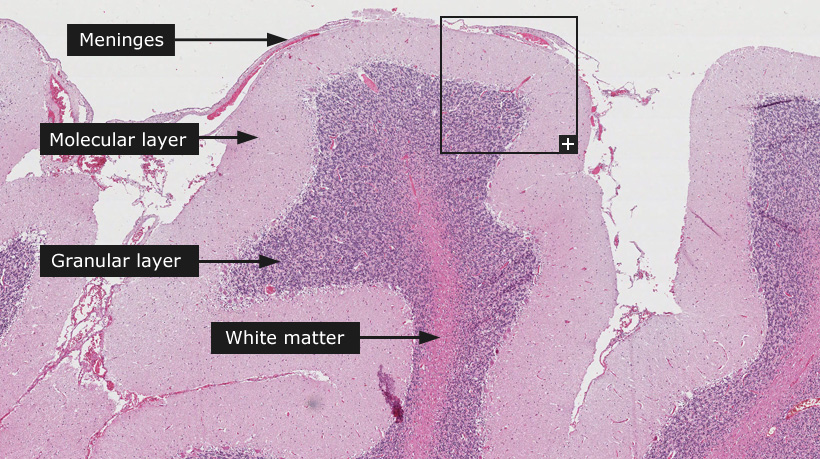 Meninges
Molecular layer
Granular layer
White matter